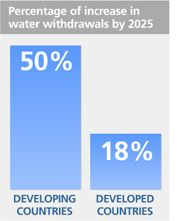 Percentage of increase in
water withdrawals by 2025
50%
18%
DEVELOPING
COUNTRIES
DEVELOPED
COUNTRIES